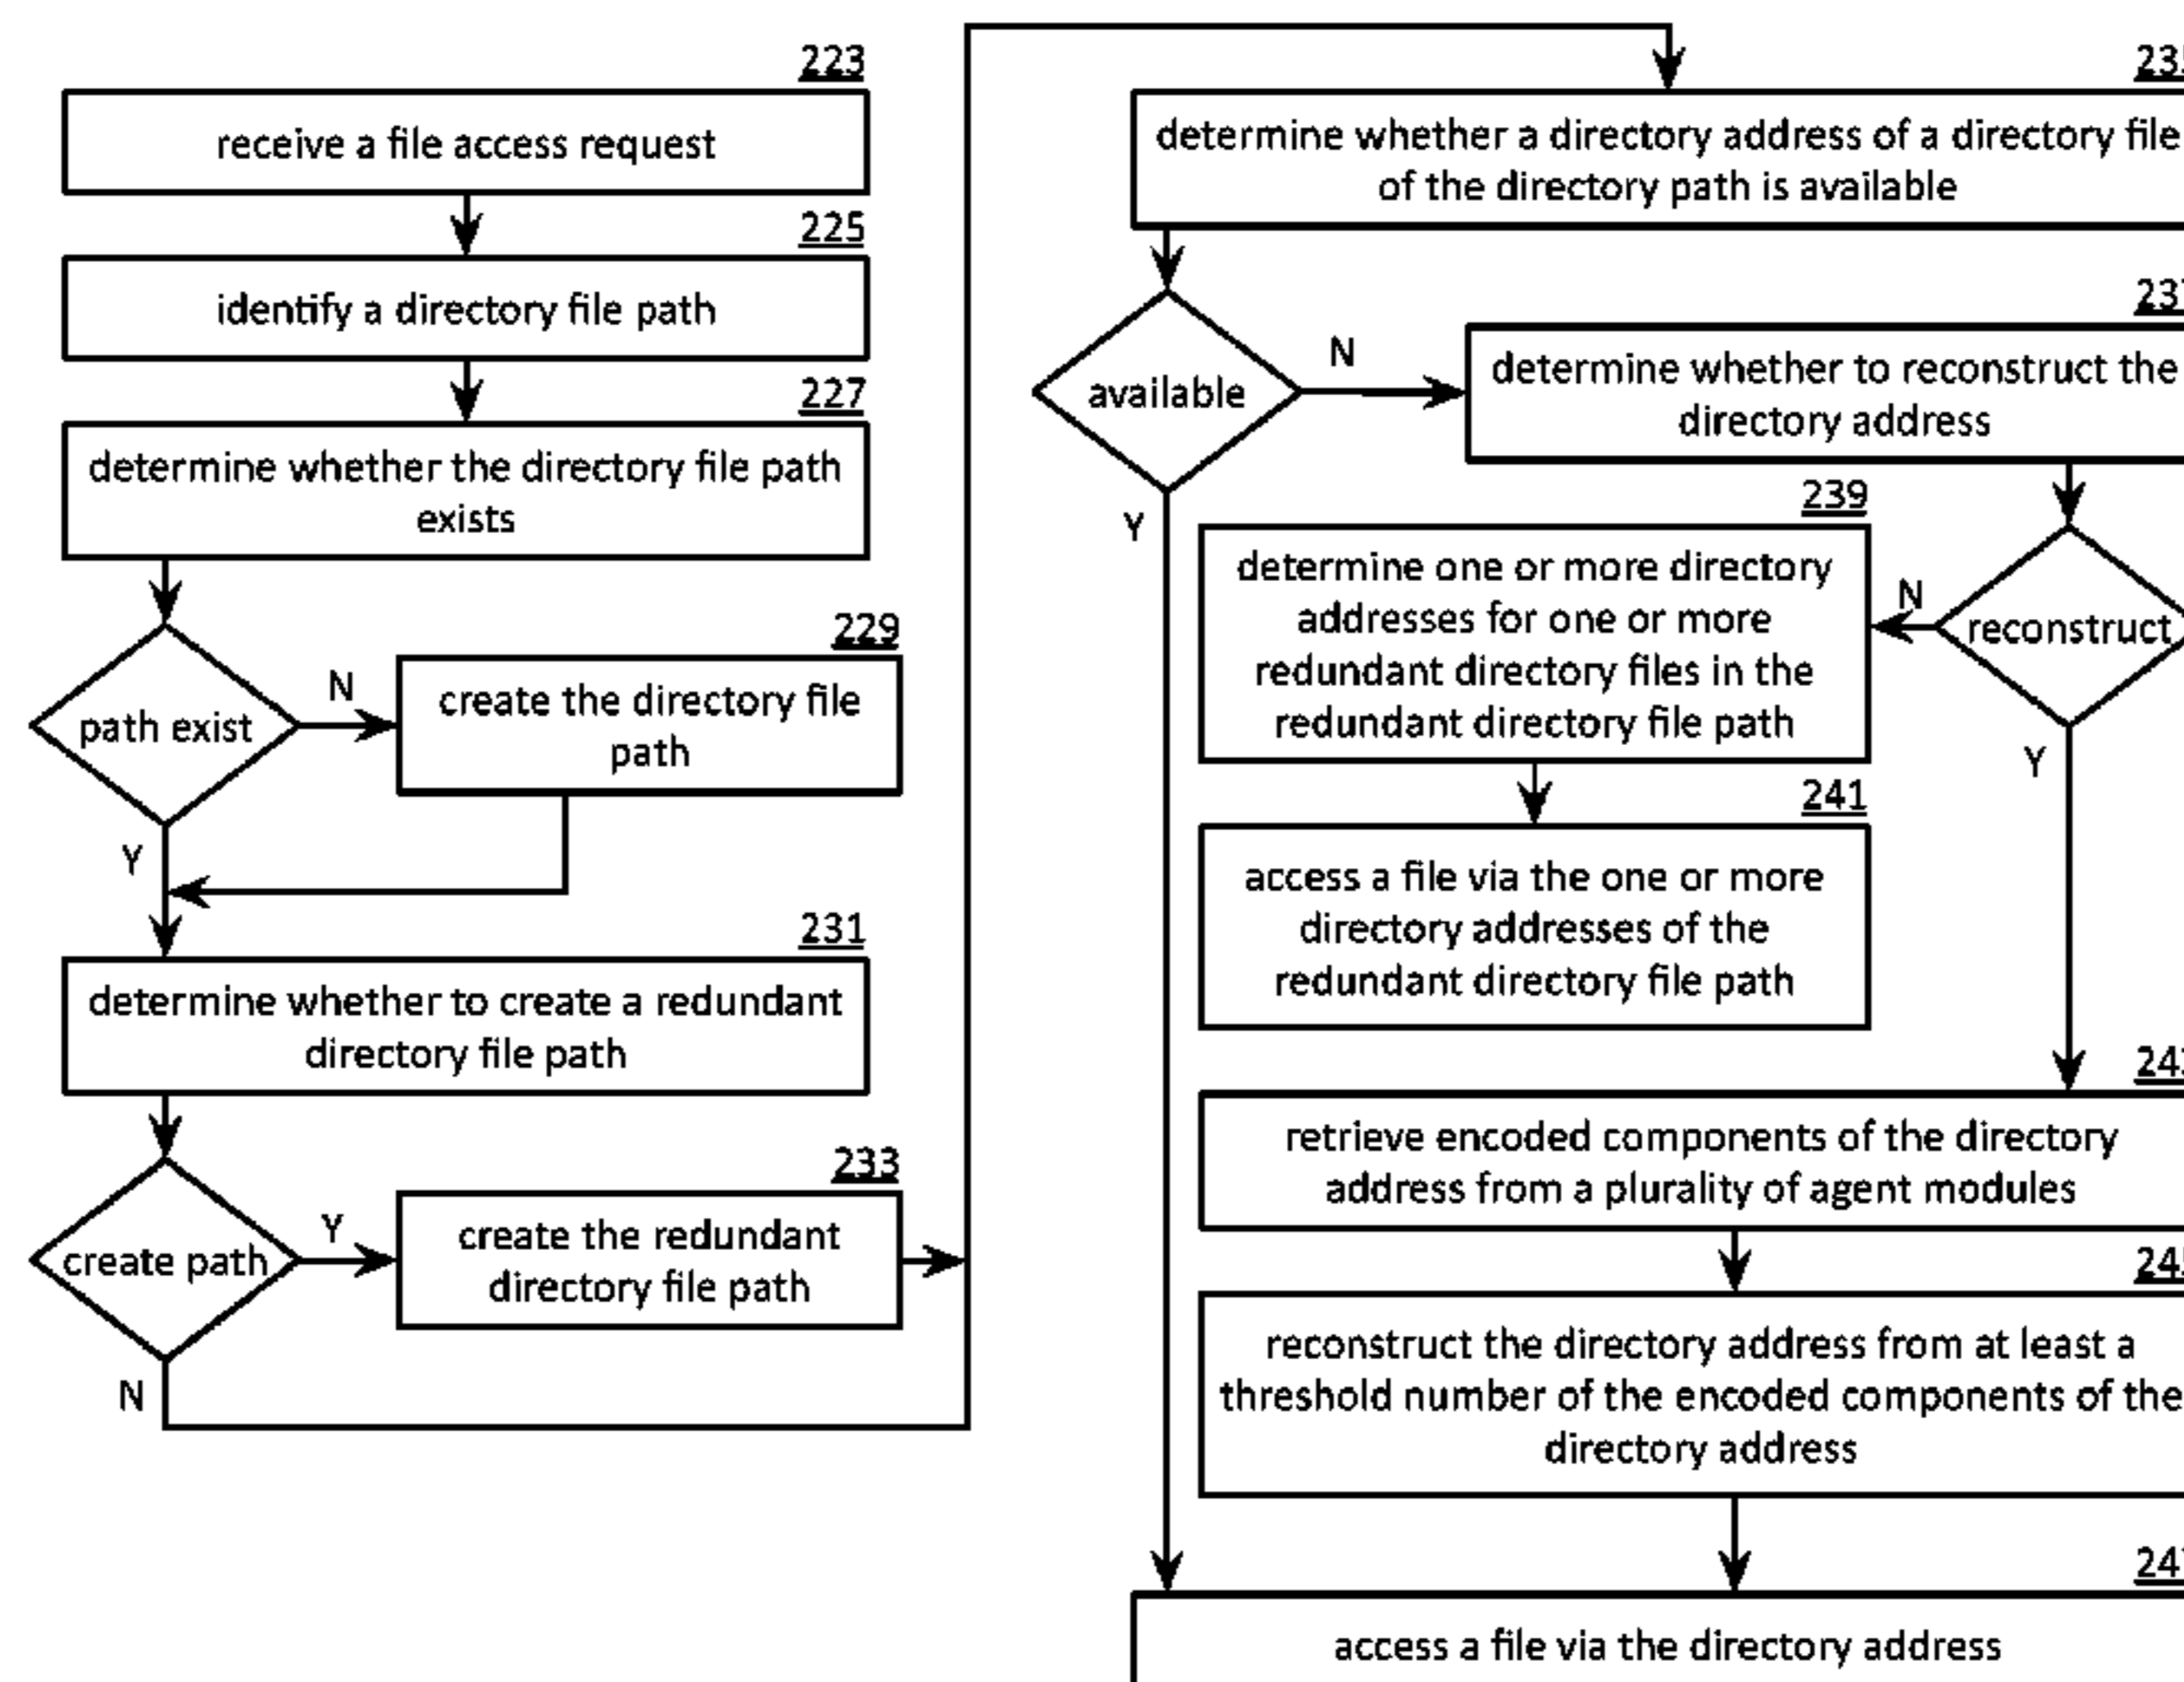 223
receive a file access request
225
identify a directory file path
227
determine whether the directory file path
exists
path exist
N
Y
229
create the directory file
path
231
determine whether to create a redundant
directory file path
create path
Y
N
233
create the redundant
directory file path
determine whether a directory address of a directory file
of the directory path is available
available
N
Y
determine whether to reconstruct the
directory address
reconstruct
N
Y
239
determine one or more directory
addresses for one or more
redundant directory files in the
redundant directory file path
241
access a file via the one or more
directory addresses of the
redundant directory file path
retrieve encoded components of the directory
address from a plurality of agent modules
reconstruct the directory address from at least a
threshold number of the encoded components of the
directory address
access a file via the directory address